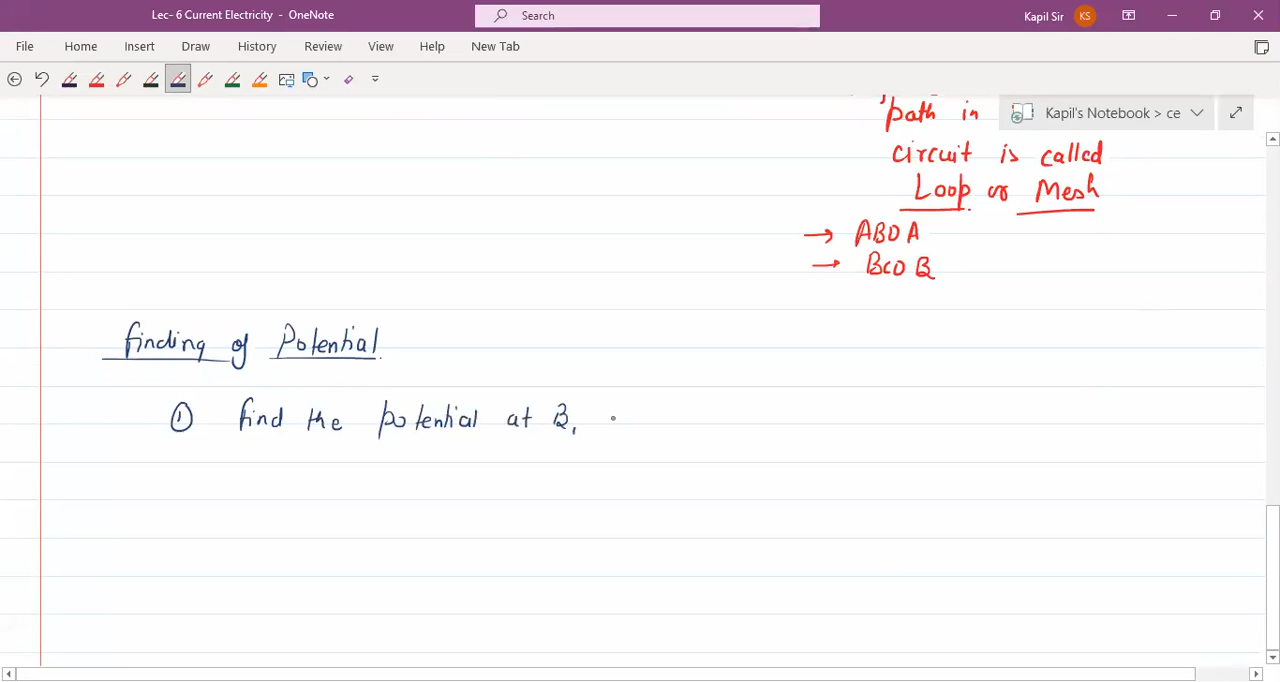 Lec- 6 Current Electricity - OneNote
Search
Kapil Sir KS
File Home Insert Draw History Review View Help New Tab
Kapil's Notebook > ce
path in
circuit is called
Loop or Mesh
→ ABDA
→ BCDB
Finding of Potential
① find the potential at B,